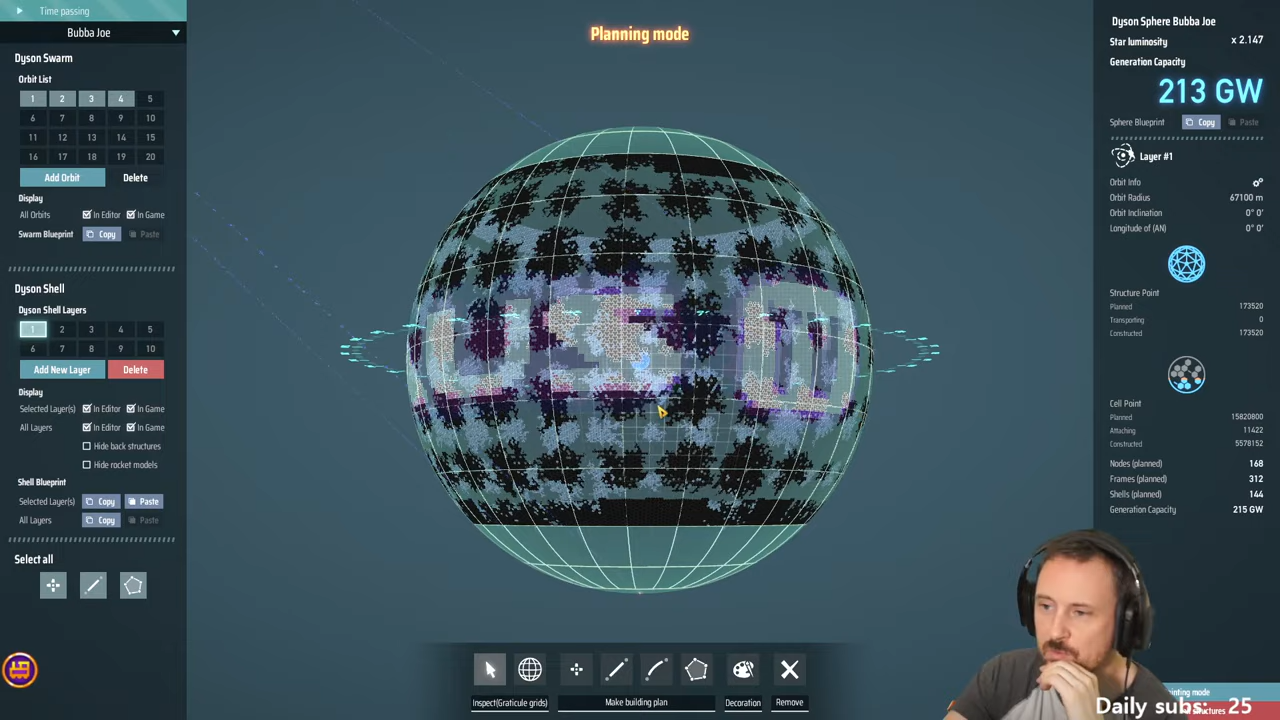 Time passing
Bubba Joe
Dyson Swarm
Orbit List
1 2 3 4 5
6 7 8 9 10
11 12 13 14 15
16 17 18 19 20
Add Orbit Delete
Display
All Orbits In Editor In Game
Swarm Blueprint Copy Paste
Dyson Shell
Dyson Shell Layers
1 2 3 4 5
6 7 8 9 10
Add New Layer Delete
Display
Selected Layer(s) In Editor In Game
All Layers In Editor In Game
Hide back structures
Hide rocket models
Shell Blueprint
Selected Layer(s) Copy Paste
All Layers Copy Paste
Select all
Planning mode
Inspect(Graticule grids) Make building plan Decoration Remove
Dyson Sphere Bubba Joe
Star luminosity x 2.147
Generation Capacity
213 GW
Sphere Blueprint Copy Paste
Layer #1
Orbit Info
Orbit Radius 67100 m
Orbit Inclination 0° 0'
Longitude of (AN) 0° 0'
Structure Point
Planned 173520
Transporting 0
Constructed 173520
Cell Point
Planned 15820800
Attaching 11422
Constructed 5578152
Nodes (planned) 168
Frames (planned) 312
Shells (planned) 144
Generation Capacity 215 GW
mode
Daily subs: 25